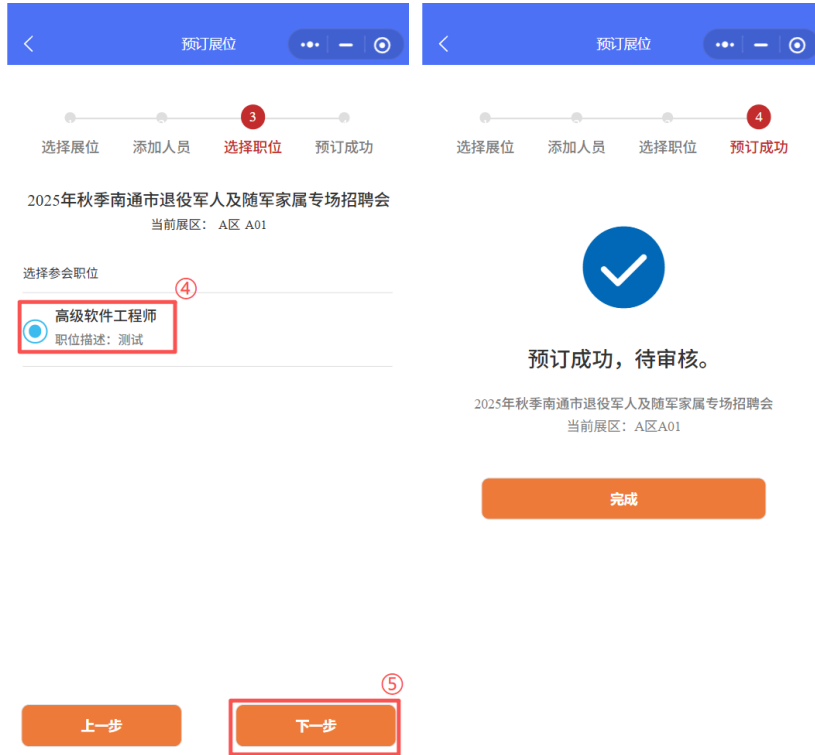 预订展位
3
选择展位 添加人员 选择职位 预订成功
2025年秋季南通市退役军人及随军家属专场招聘会
当前展区： A区 A01
选择参会职位
④
高级软件工程师
职位描述：测试
⑤
上一步 下一步
预订展位
4
选择展位 添加人员 选择职位 预订成功
预订成功，待审核。
2025年秋季南通市退役军人及随军家属专场招聘会
当前展区：A区A01
完成